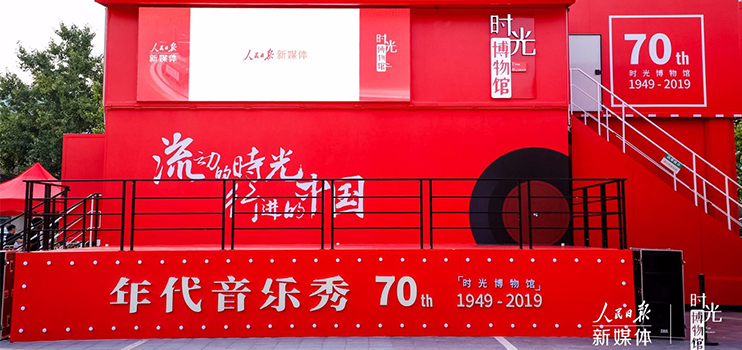 人民日报
新媒体
人民日报 新媒体
时光
博物馆
时光
博物馆
70th
时光博物馆
1949-2019
流动的時光
行进的中国
年代音乐秀 70th
「时光博物馆」
1949-2019
人民日报
新媒体
时光
博物馆